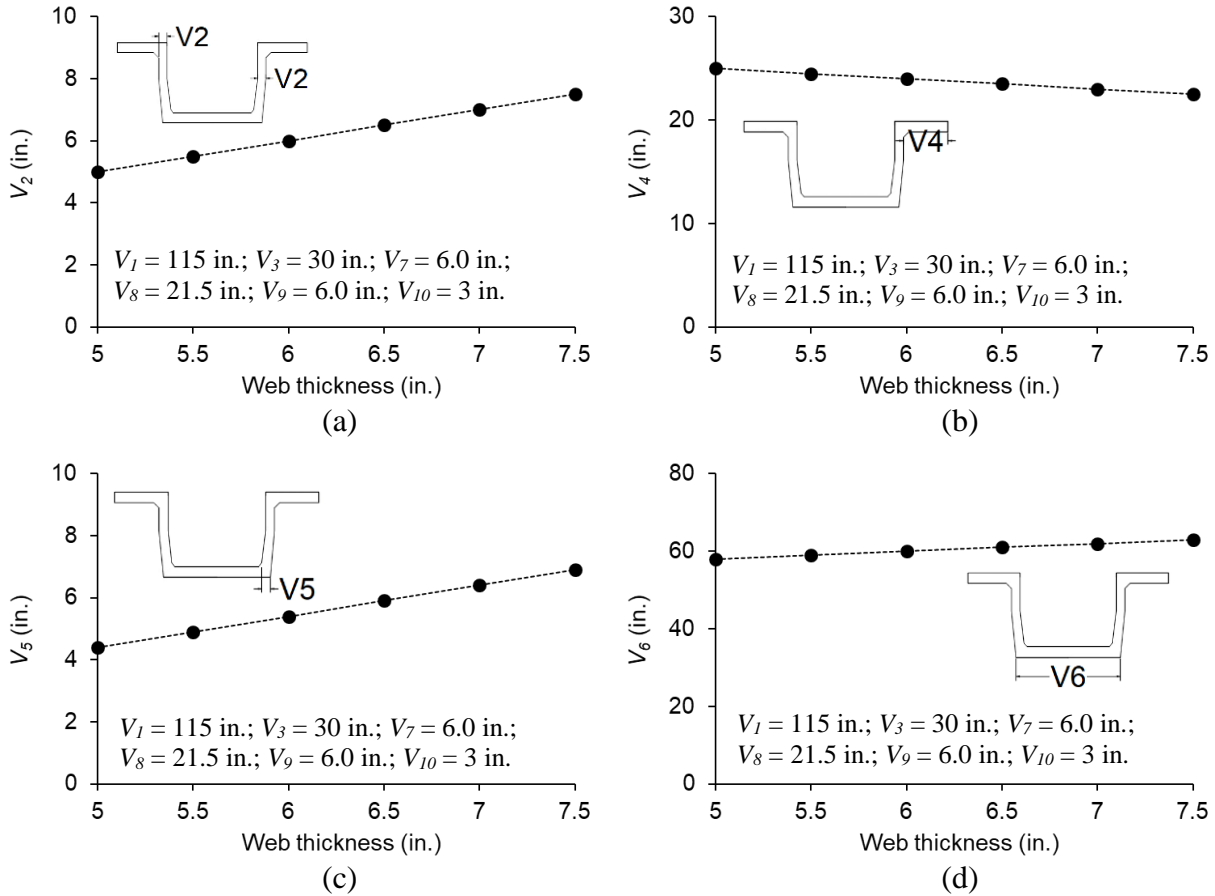 10
8
6
4
2
0
V2 (in.)
V2
V2
V1 = 115 in.; V3 = 30 in.; V7 = 6.0 in.;
V8 = 21.5 in.; V9 = 6.0 in.; V10 = 3 in.
5 5.5 6 6.5 7 7.5
Web thickness (in.)
(a)
30
25
20
10
0
V4 (in.)
V4
V1 = 115 in.; V3 = 30 in.; V7 = 6.0 in.;
V8 = 21.5 in.; V9 = 6.0 in.; V10 = 3 in.
5 5.5 6 6.5 7 7.5
Web thickness (in.)
(b)
10
8
6
4
2
0
V5 (in.)
V5
V1 = 115 in.; V3 = 30 in.; V7 = 6.0 in.;
V8 = 21.5 in.; V9 = 6.0 in.; V10 = 3 in.
5 5.5 6 6.5 7 7.5
Web thickness (in.)
(c)
80
60
40
20
0
V6 (in.)
V6
V1 = 115 in.; V3 = 30 in.; V7 = 6.0 in.;
V8 = 21.5 in.; V9 = 6.0 in.; V10 = 3 in.
5 5.5 6 6.5 7 7.5
Web thickness (in.)
(d)